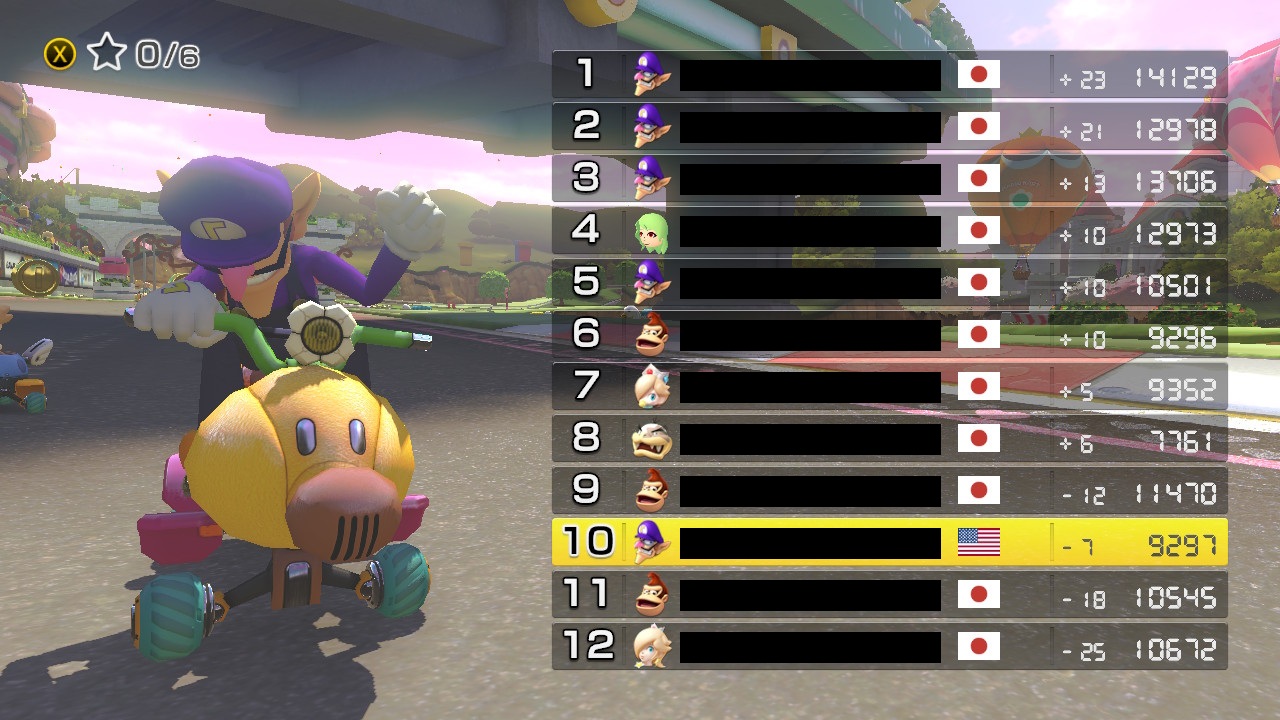 X 0/6
1 + 23 14129
2 + 21 12978
3 + 13 13706
4 + 10 12973
5 + 10 10501
6 + 10 9296
7 + 5 9352
8 + 6 7761
9 - 12 11470
10 - 7 9297
11 - 18 10545
12 - 25 10672